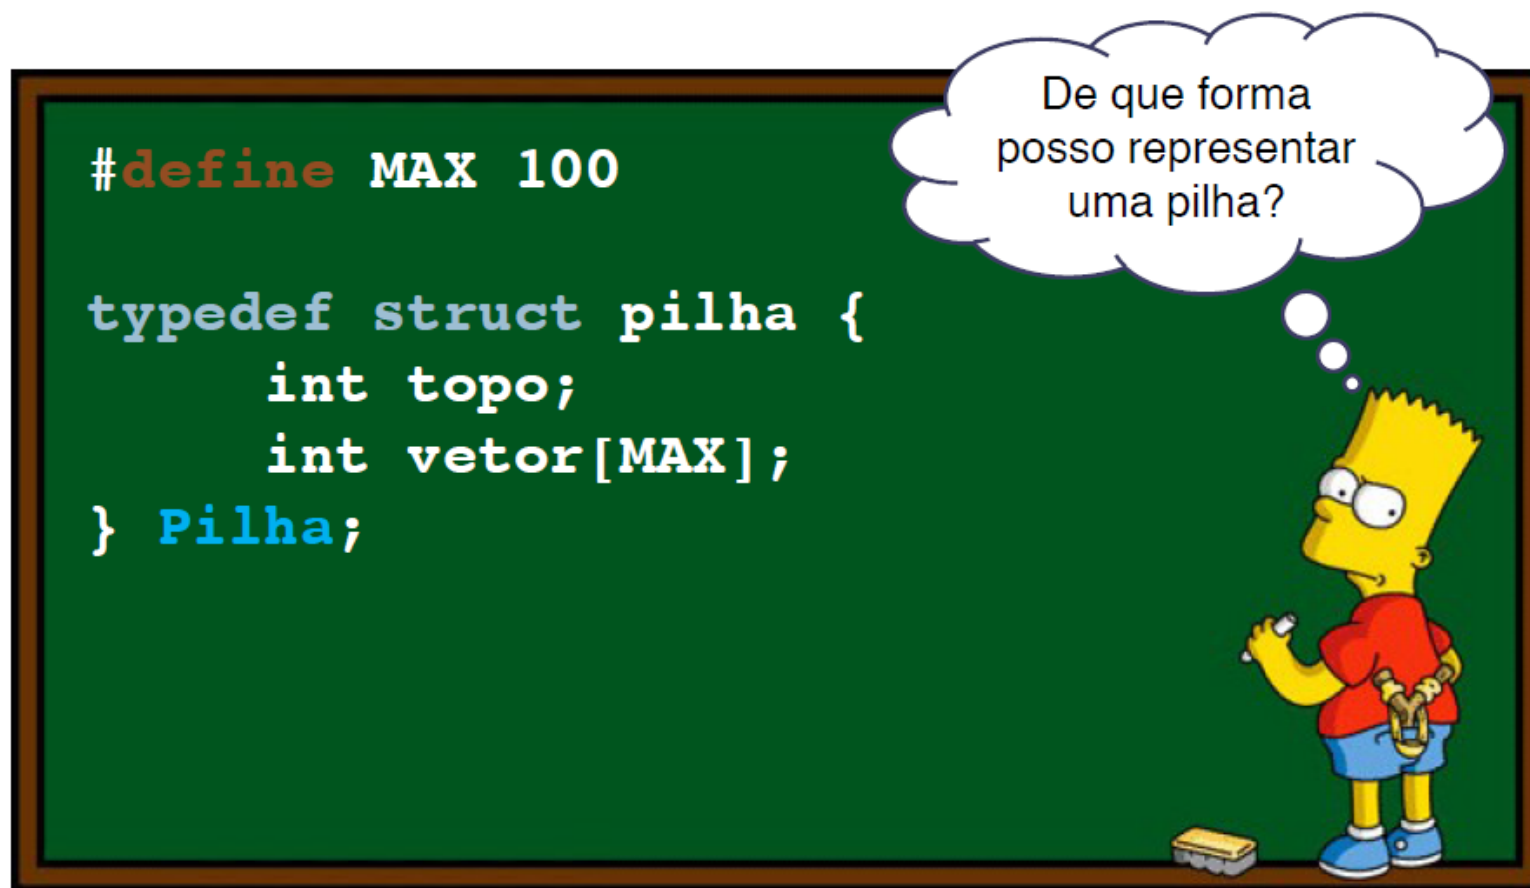 De que forma
posso representar
uma pilha?
#define MAX 100
typedef struct pilha {
int topo;
int vetor[MAX];
} Pilha;